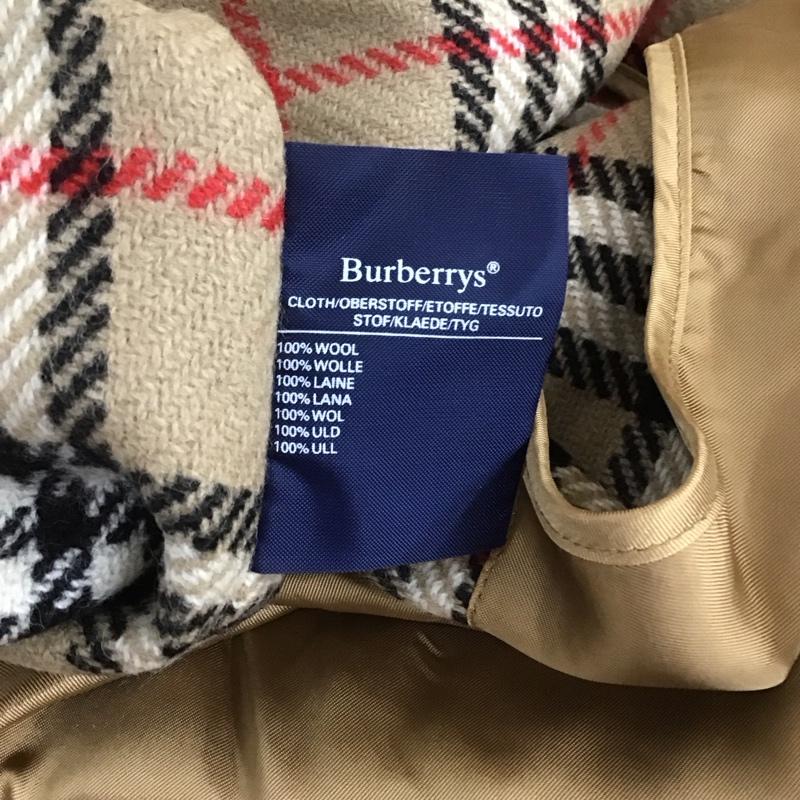 Burberrys®
CLOTH/OBERSTOFF/ETOFFE/TESSUTO
STOF/KLAEDE/TYG
100% WOOL
100% WOLLE
100% LAINE
100% LANA
100% WOL
100% ULD
100% ULL